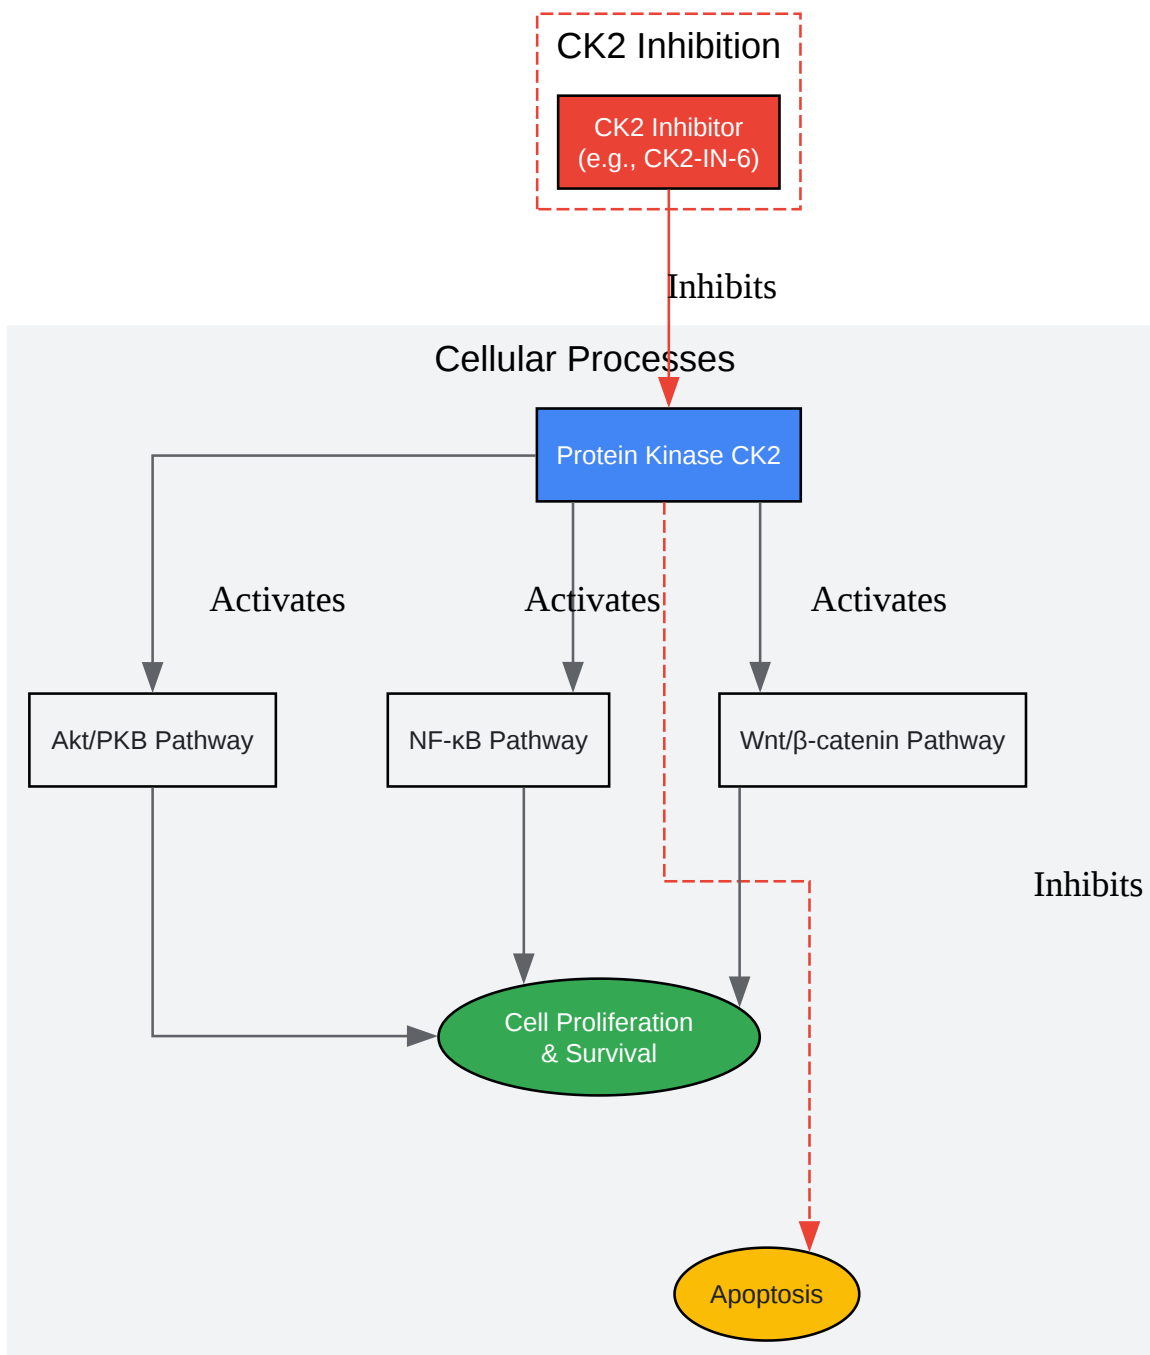 CK2 Inhibition
CK2 Inhibitor
(e.g., CK2-IN-6)
Inhibits
Cellular Processes
Protein Kinase CK2
Activates
Activates
Activates
Akt/PKB Pathway
NF-κB Pathway
Wnt/β-catenin Pathway
Inhibits
Cell Proliferation
& Survival
Apoptosis